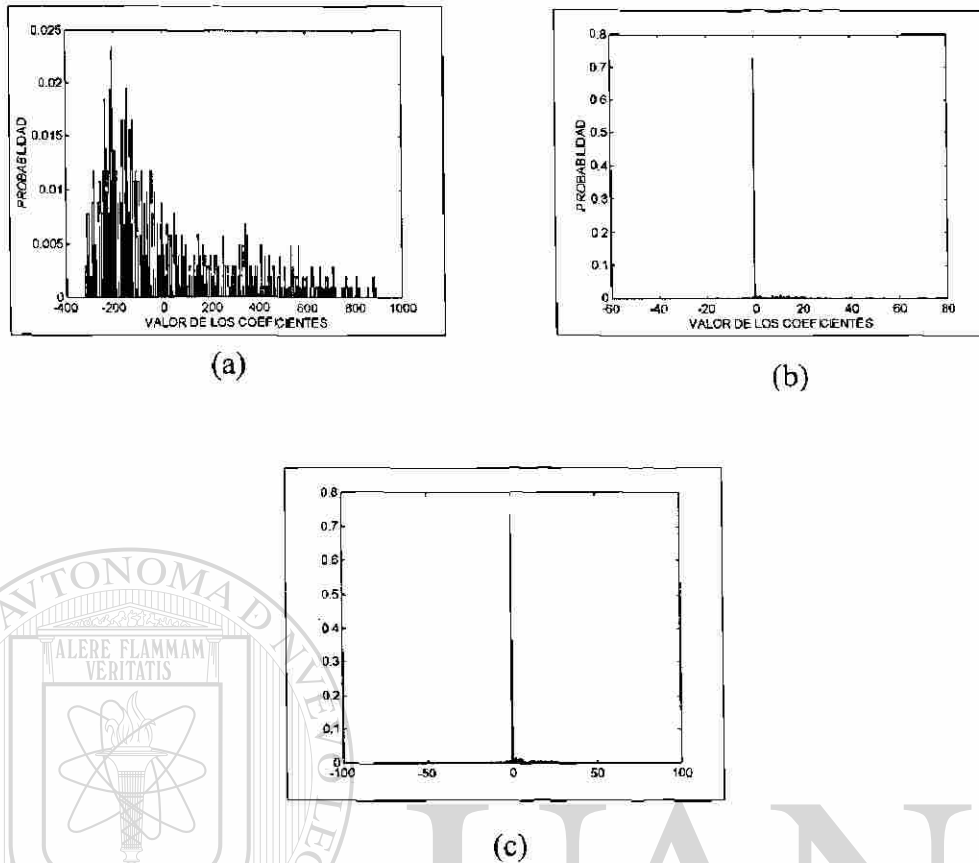 0.025
0.02
0.015
0.01
0.005
0
PROBABILIDAD
-400 -200 0 200 400 600 800 1000
VALOR DE LOS COEFICIENTES
(a)
0.8
0.7
0.6
0.5
0.4
0.3
0.2
0.1
0
PROBABILIDAD
-60 -40 -20 0 20 40 60 80
VALOR DE LOS COEFICIENTES
(b)
0.8
0.7
0.6
0.5
0.4
0.3
0.2
0.1
0
-100 -50 0 50 100
(c)
AVTONOMA D NVEVO LEO
ALERE FLAMMAM
VERITATIS
UAN